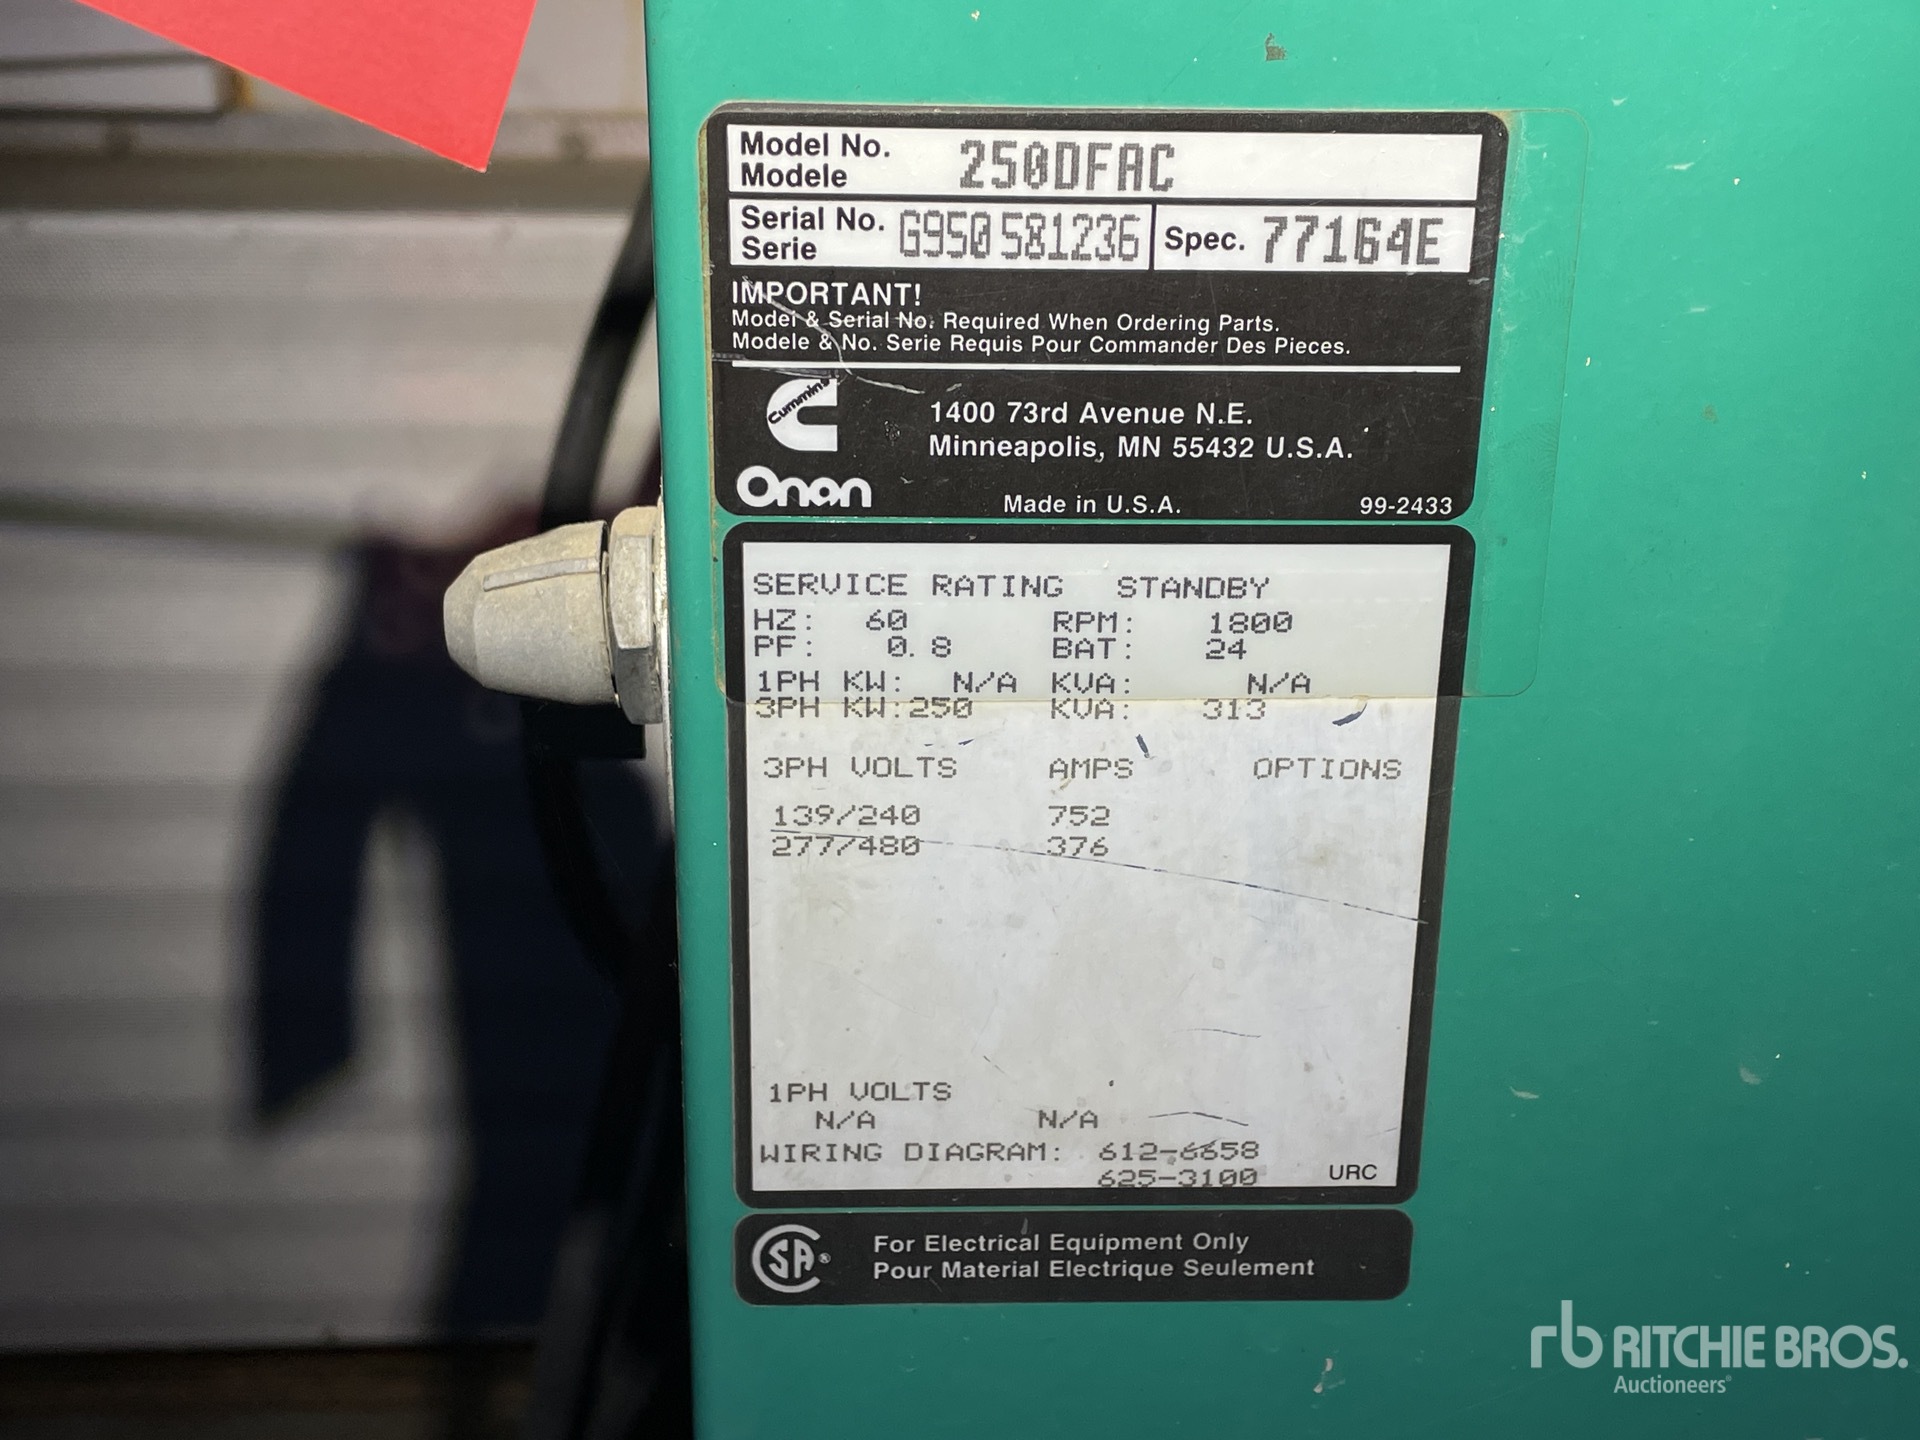 Model No. 250DFAC
Modele
Serial No. G950581236 Spec. 77164E
Serie
IMPORTANT!
Model & Serial No. Required When Ordering Parts.
Modele & No. Serie Requis Pour Commander Des Pieces.
Cummins
1400 73rd Avenue N.E.
Minneapolis, MN 55432 U.S.A.
Onan
Made in U.S.A. 99-2433
SERVICE RATING STANDBY
HZ: 60 RPM: 1800
PF: 0.8 BAT: 24
1PH KW: N/A KVA: N/A
3PH KW:250 KVA: 313
3PH VOLTS AMPS OPTIONS
139/240 752
277/480 376
1PH VOLTS
N/A N/A
WIRING DIAGRAM: 612-6658
625-3100 URC
SA® For Electrical Equipment Only
Pour Material Electrique Seulement
rb RITCHIE BROS.
Auctioneers®